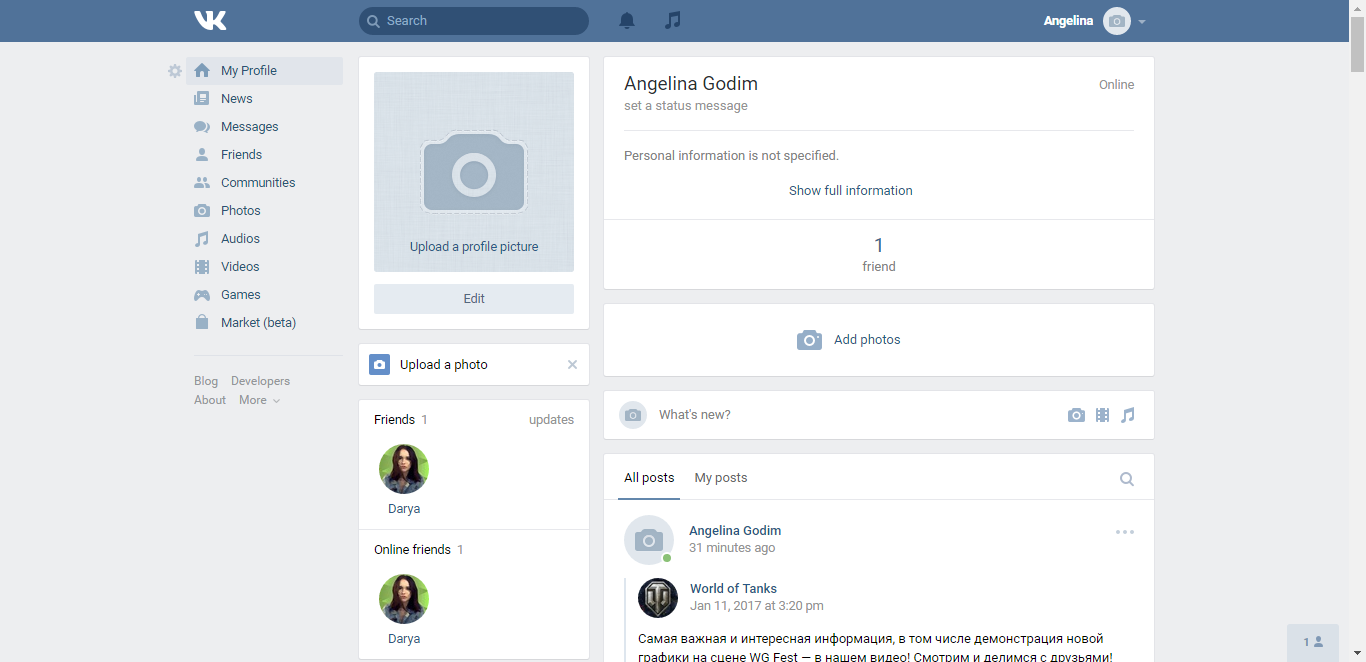 VK
Search
Angelina
My Profile
News
Messages
Friends
Communities
Photos
Audios
Videos
Games
Market (beta)
Blog Developers
About More
Upload a profile picture
Edit
Upload a photo
Friends 1 updates
Darya
Online friends 1
Darya
Angelina Godim Online
set a status message
Personal information is not specified.
Show full information
1
friend
Add photos
What's new?
All posts My posts
Angelina Godim
31 minutes ago
World of Tanks
Jan 11, 2017 at 3:20 pm
Самая важная и интересная информация, в том числе демонстрация новой
графики на сцене WG Fest — в нашем видео! Смотрим и делимся с друзьями!
1